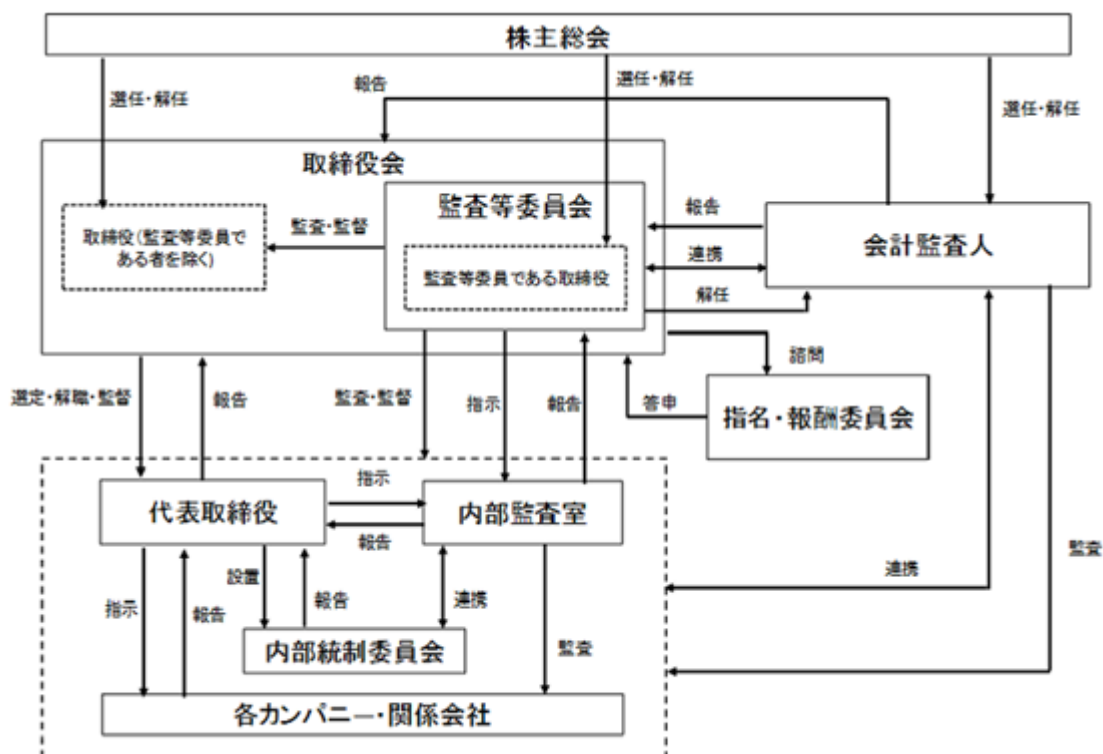 株主総会
選任・解任
報告
選任・解任
選任・解任
取締役会
監査等委員会
取締役（監査等委員で
ある者を除く）
監査・監督
監査等委員である取締役
報告
連携
解任
会計監査人
選定・解職・監督
報告
監査・監督
指示
報告
答申
諮問
指名・報酬委員会
代表取締役
指示
報告
内部監査室
設置
報告
連携
指示
報告
内部統制委員会
監査
連携
監査
各カンパニー・関係会社